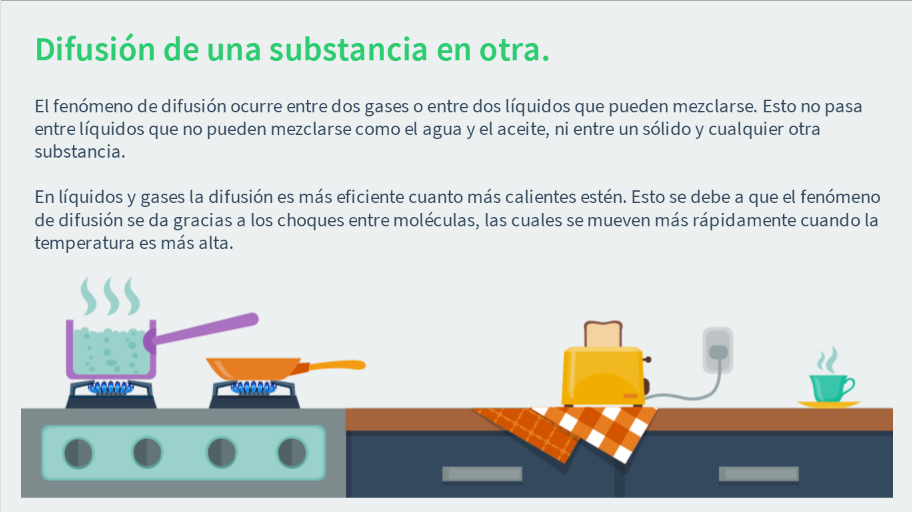 Difusión de una substancia en otra.
El fenómeno de difusión ocurre entre dos gases o entre dos líquidos que pueden mezclarse. Esto no pasa
entre líquidos que no pueden mezclarse como el agua y el aceite, ni entre un sólido y cualquier otra
substancia.
En líquidos y gases la difusión es más eficiente cuanto más calientes estén. Esto se debe a que el fenómeno
de difusión se da gracias a los choques entre moléculas, las cuales se mueven más rápidamente cuando la
temperatura es más alta.